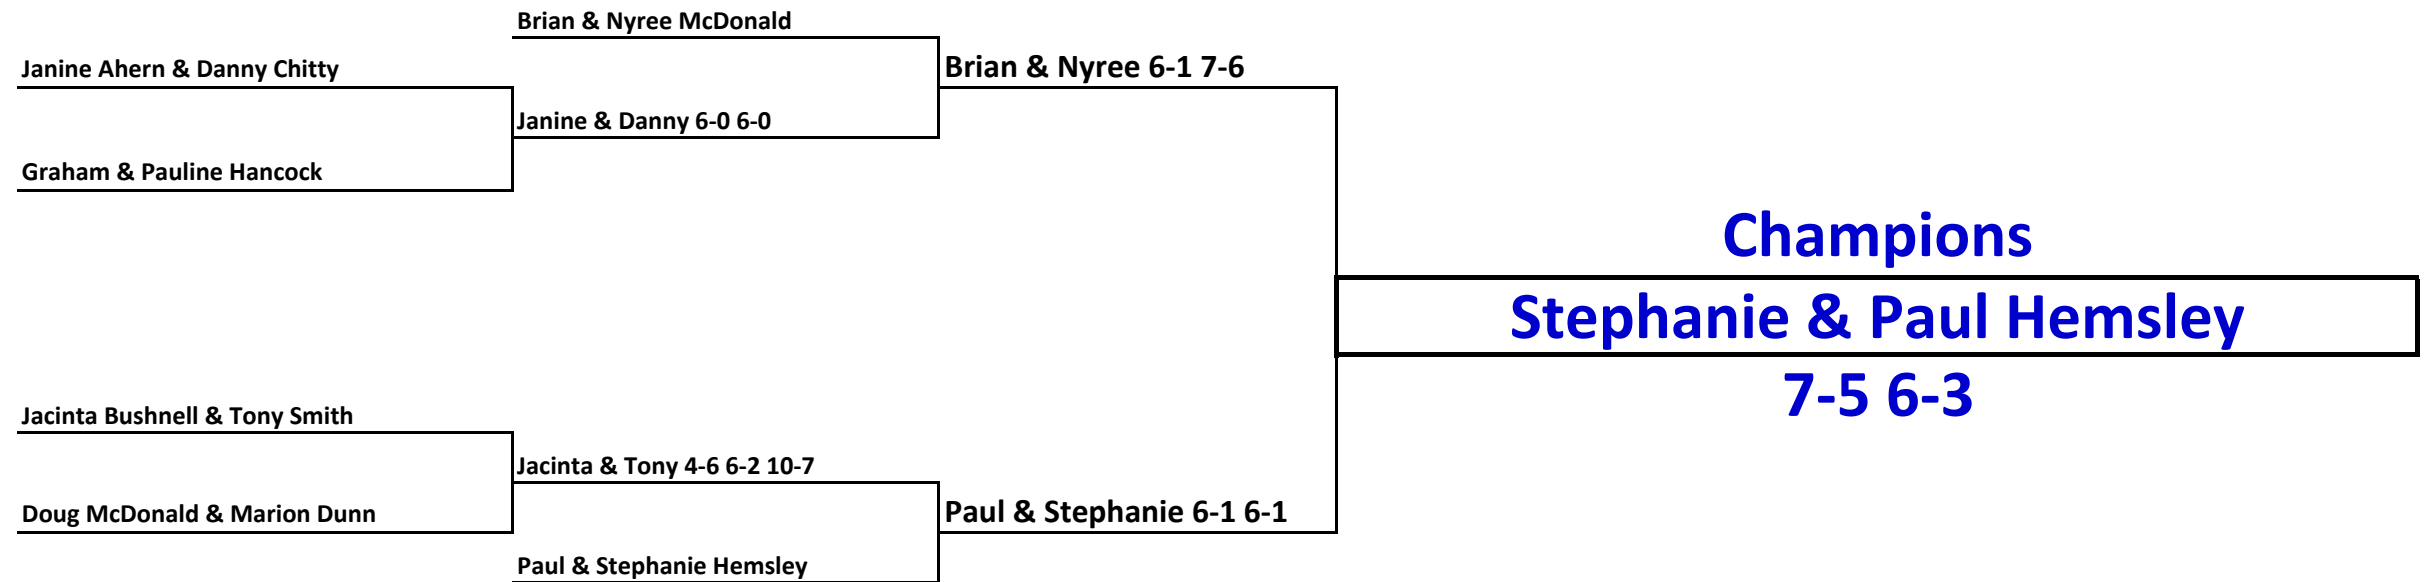 Brian & Nyree McDonald
Janine Ahern & Danny Chitty
Brian & Nyree 6-1 7-6
Janine & Danny 6-0 6-0
Graham & Pauline Hancock
Champions
Stephanie & Paul Hemsley
7-5 6-3
Jacinta Bushnell & Tony Smith
Jacinta & Tony 4-6 6-2 10-7
Doug McDonald & Marion Dunn
Paul & Stephanie 6-1 6-1
Paul & Stephanie Hemsley